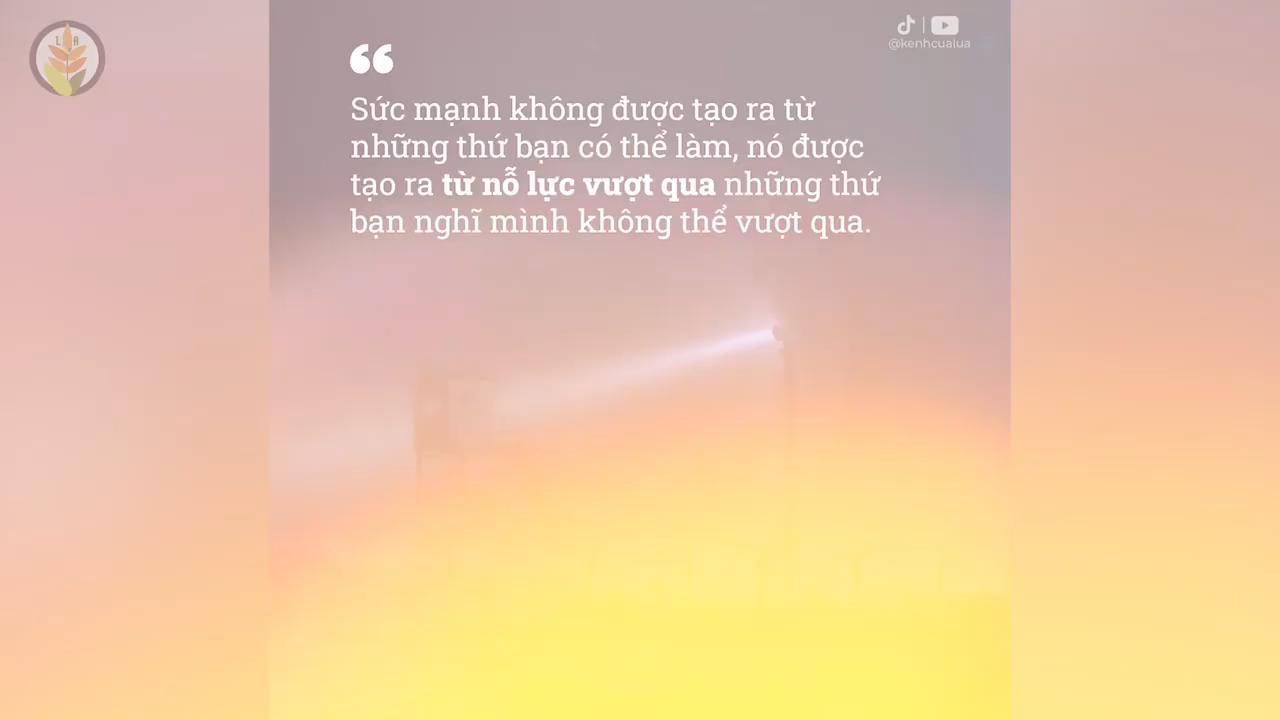 L A
@kenhcualua
“
Sức mạnh không được tạo ra từ
những thứ bạn có thể làm, nó được
tạo ra từ nỗ lực vượt qua những thứ
bạn nghĩ mình không thể vượt qua.